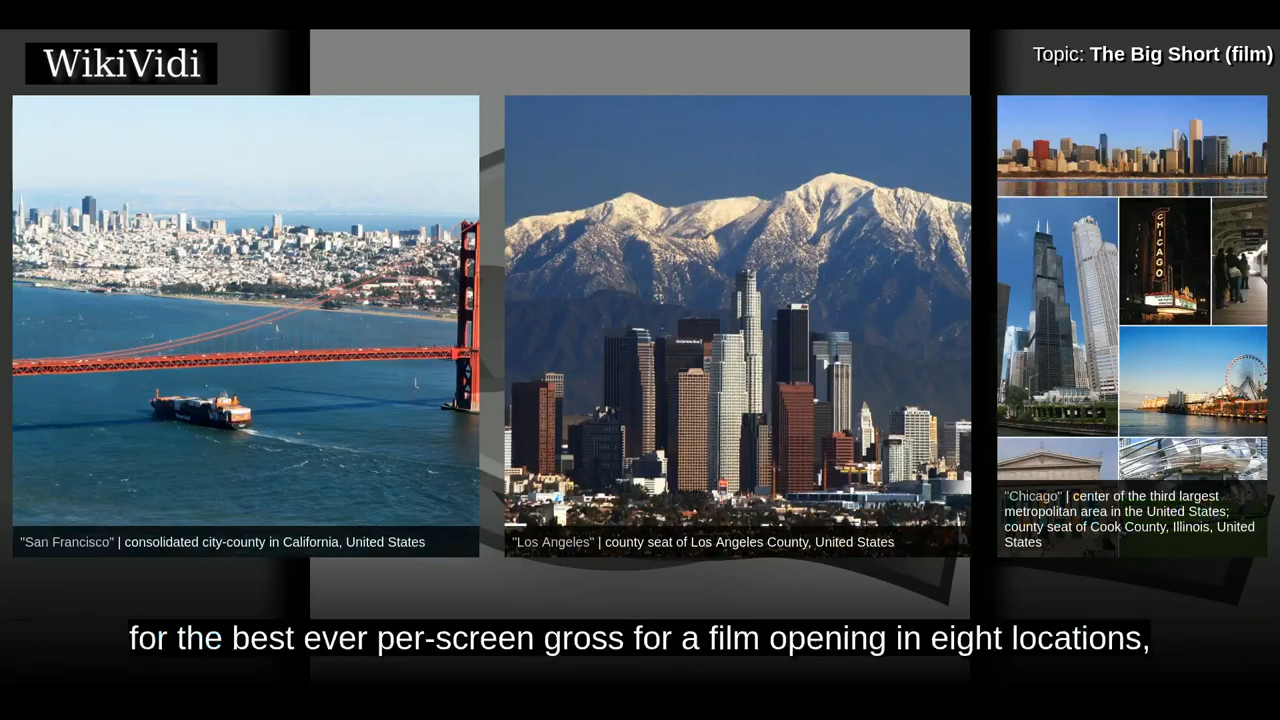 WikiVidi
Topic: The Big Short (film)
CHICAGO
"San Francisco" | consolidated city-county in California, United States
"Los Angeles" | county seat of Los Angeles County, United States
"Chicago" | center of the third largest
metropolitan area in the United States;
county seat of Cook County, Illinois, United
States
for the best ever per-screen gross for a film opening in eight locations,